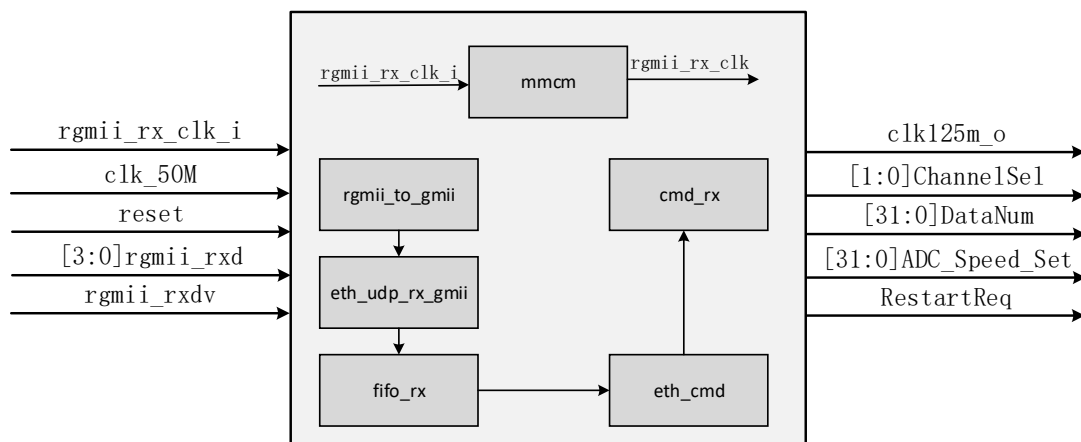 rgmii_rx_clk_i
mmcm
rgmii_rx_clk
rgmii_rx_clk_i
clk_50M
reset
[3:0]rgmii_rxd
rgmii_rxdv
rgmii_to_gmii
eth_udp_rx_gmii
fifo_rx
cmd_rx
eth_cmd
clk125m_o
[1:0]ChannelSel
[31:0]DataNum
[31:0]ADC_Speed_Set
RestartReq